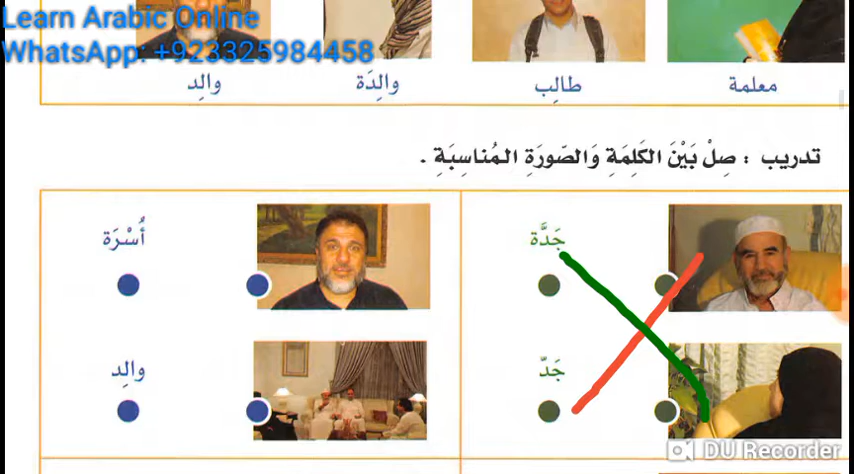 Learn Arabic Online
WhatsApp: +923325984458
معلمة طالِب والِدَة والِد
تدريب : صِلْ بَيْنَ الكَلِمَةِ وَالصّورَةِ المُناسِبَةِ .
جَدَّة أُسْرَة
جَدّ والِد
DU Recorder